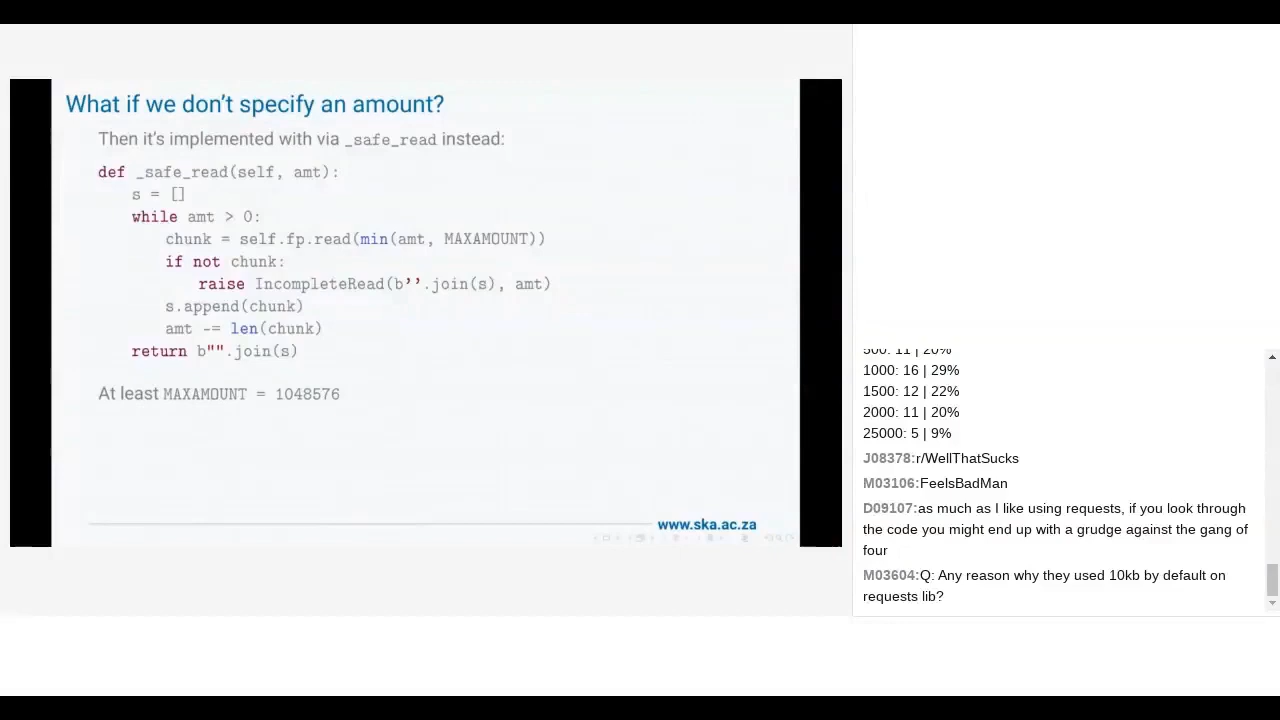 What if we don't specify an amount?
Then it's implemented with via _safe_read instead:
def _safe_read(self, amt):
s = []
while amt > 0:
chunk = self.fp.read(min(amt, MAXAMOUNT))
if not chunk:
raise IncompleteRead(b’’.join(s), amt)
s.append(chunk)
amt -= len(chunk)
return b"".join(s)
At least MAXAMOUNT = 1048576
www.ska.ac.za
500: 11 | 20%
1000: 16 | 29%
1500: 12 | 22%
2000: 11 | 20%
25000: 5 | 9%
J08378:r/WellThatSucks
M03106:FeelsBadMan
D09107:as much as I like using requests, if you look through
the code you might end up with a grudge against the gang of
four
M03604:Q: Any reason why they used 10kb by default on
requests lib?